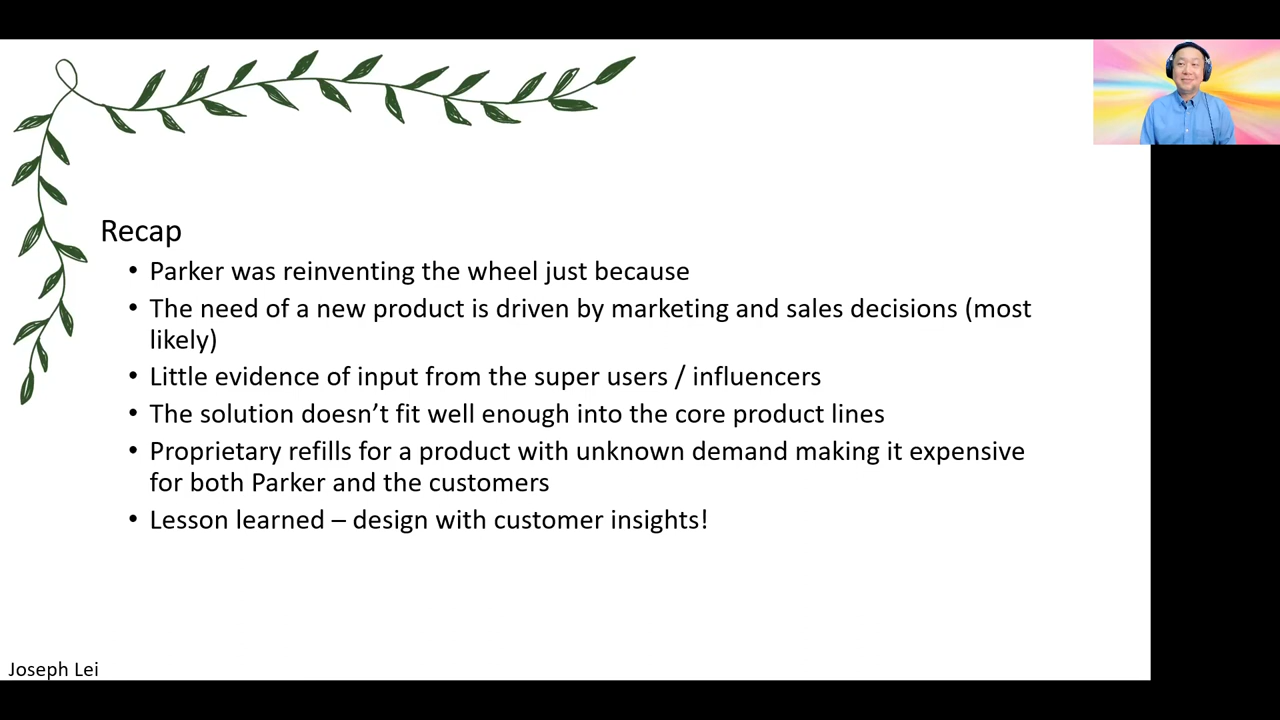 Recap
• Parker was reinventing the wheel just because
• The need of a new product is driven by marketing and sales decisions (most
likely)
• Little evidence of input from the super users / influencers
• The solution doesn’t fit well enough into the core product lines
• Proprietary refills for a product with unknown demand making it expensive
for both Parker and the customers
• Lesson learned – design with customer insights!
Joseph Lei